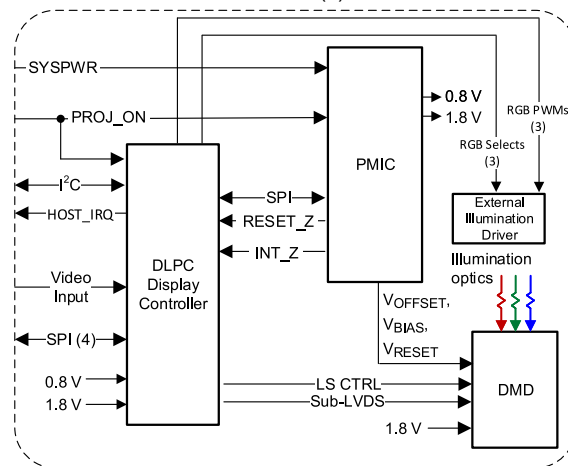 SYSPWR
PROJ_ON
I²C
HOST_IRQ
Video
Input
SPI (4)
0.8 V
1.8 V
DLPC
Display
Controller
SPI
RESET_Z
INT_Z
PMIC
0.8 V
1.8 V
RGB PWMs
(3)
RGB Selects
(3)
External
Illumination
Driver
Illumination
optics
VOFFSET,
VBIAS,
VRESET
LS CTRL
Sub-LVDS
1.8 V
DMD